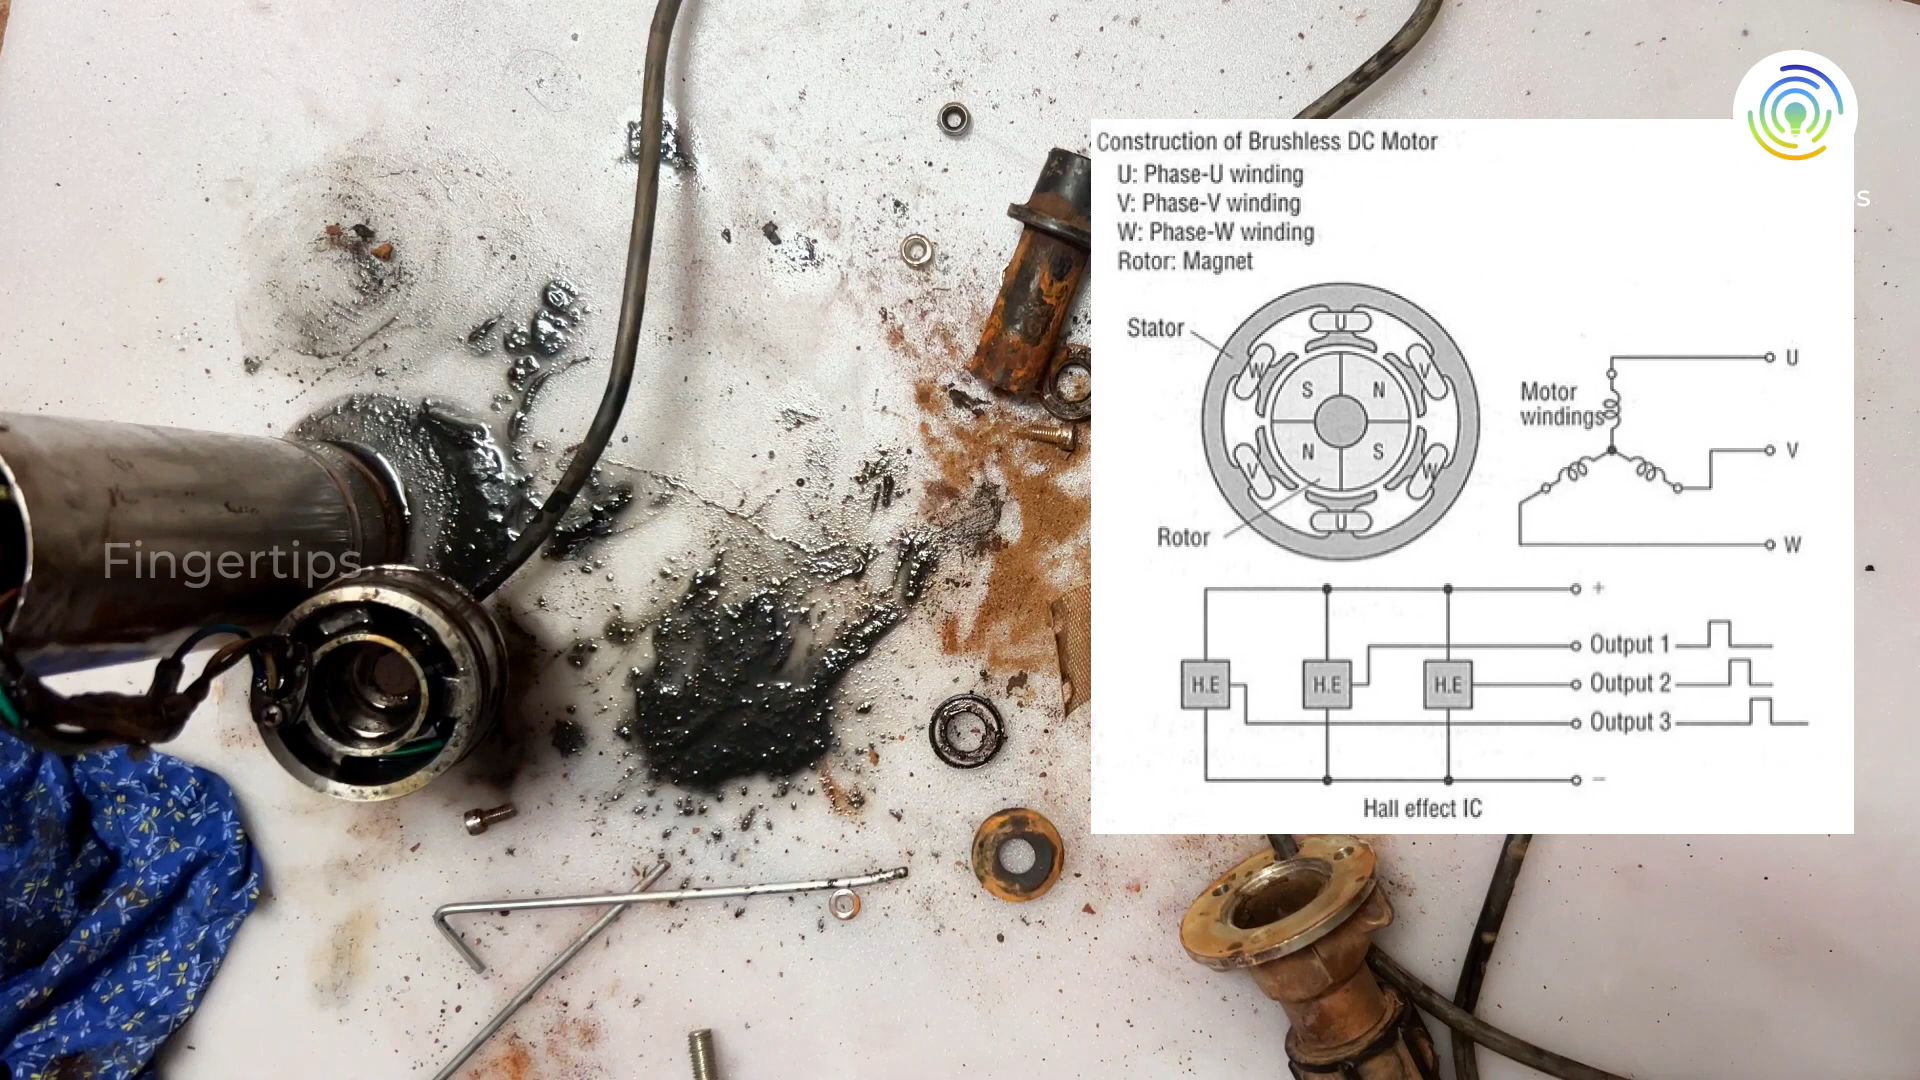 Construction of Brushless DC Motor
U: Phase-U winding
V: Phase-V winding
W: Phase-W winding
Rotor: Magnet
Stator
U
W
V
S
N
N
S
V
W
U
Rotor
Motor
windings
U
V
W
+
Output 1
H.E
H.E
H.E
Output 2
Output 3
−
Hall effect IC
Fingertips